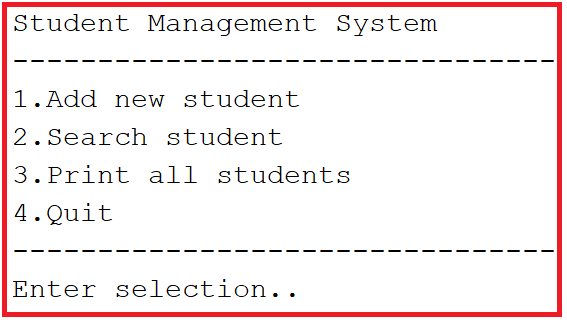 Student Management System
--------------------------------
1.Add new student
2.Search student
3.Print all students
4.Quit
--------------------------------
Enter selection..